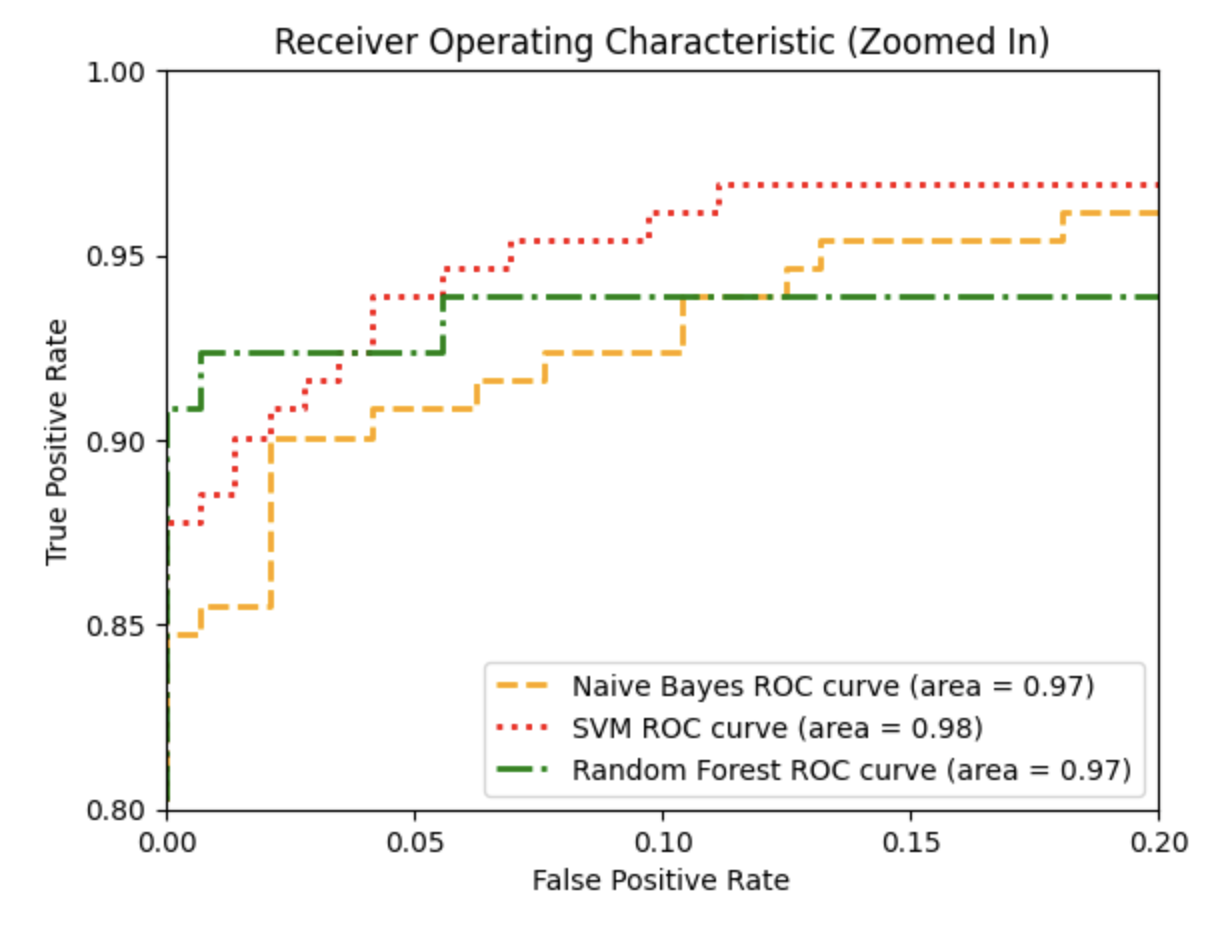 Receiver Operating Characteristic (Zoomed In)
1.00
0.95
0.90
0.85
0.80
True Positive Rate
Naive Bayes ROC curve (area = 0.97)
SVM ROC curve (area = 0.98)
Random Forest ROC curve (area = 0.97)
0.00 0.05 0.10 0.15 0.20
False Positive Rate